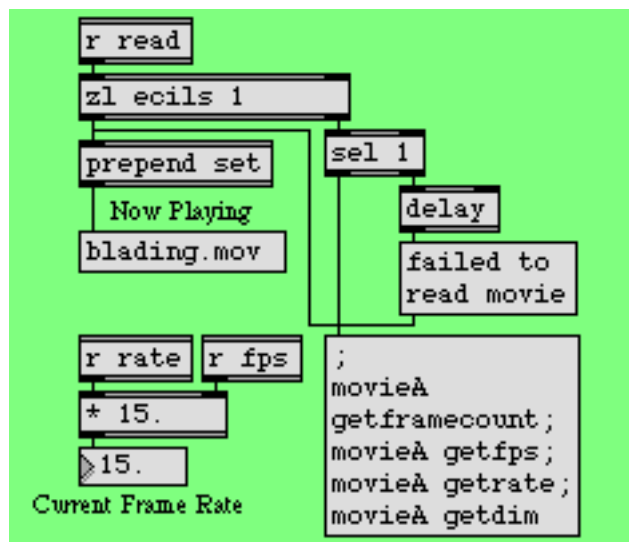 r read
zl ecils 1
prepend set
sel 1
Now Playing
delay
blading.mov
failed to
read movie
r rate
r fps
;
movieA
getframecount;
movieA getfps;
movieA getrate;
movieA getdim
* 15.
15.
Current Frame Rate